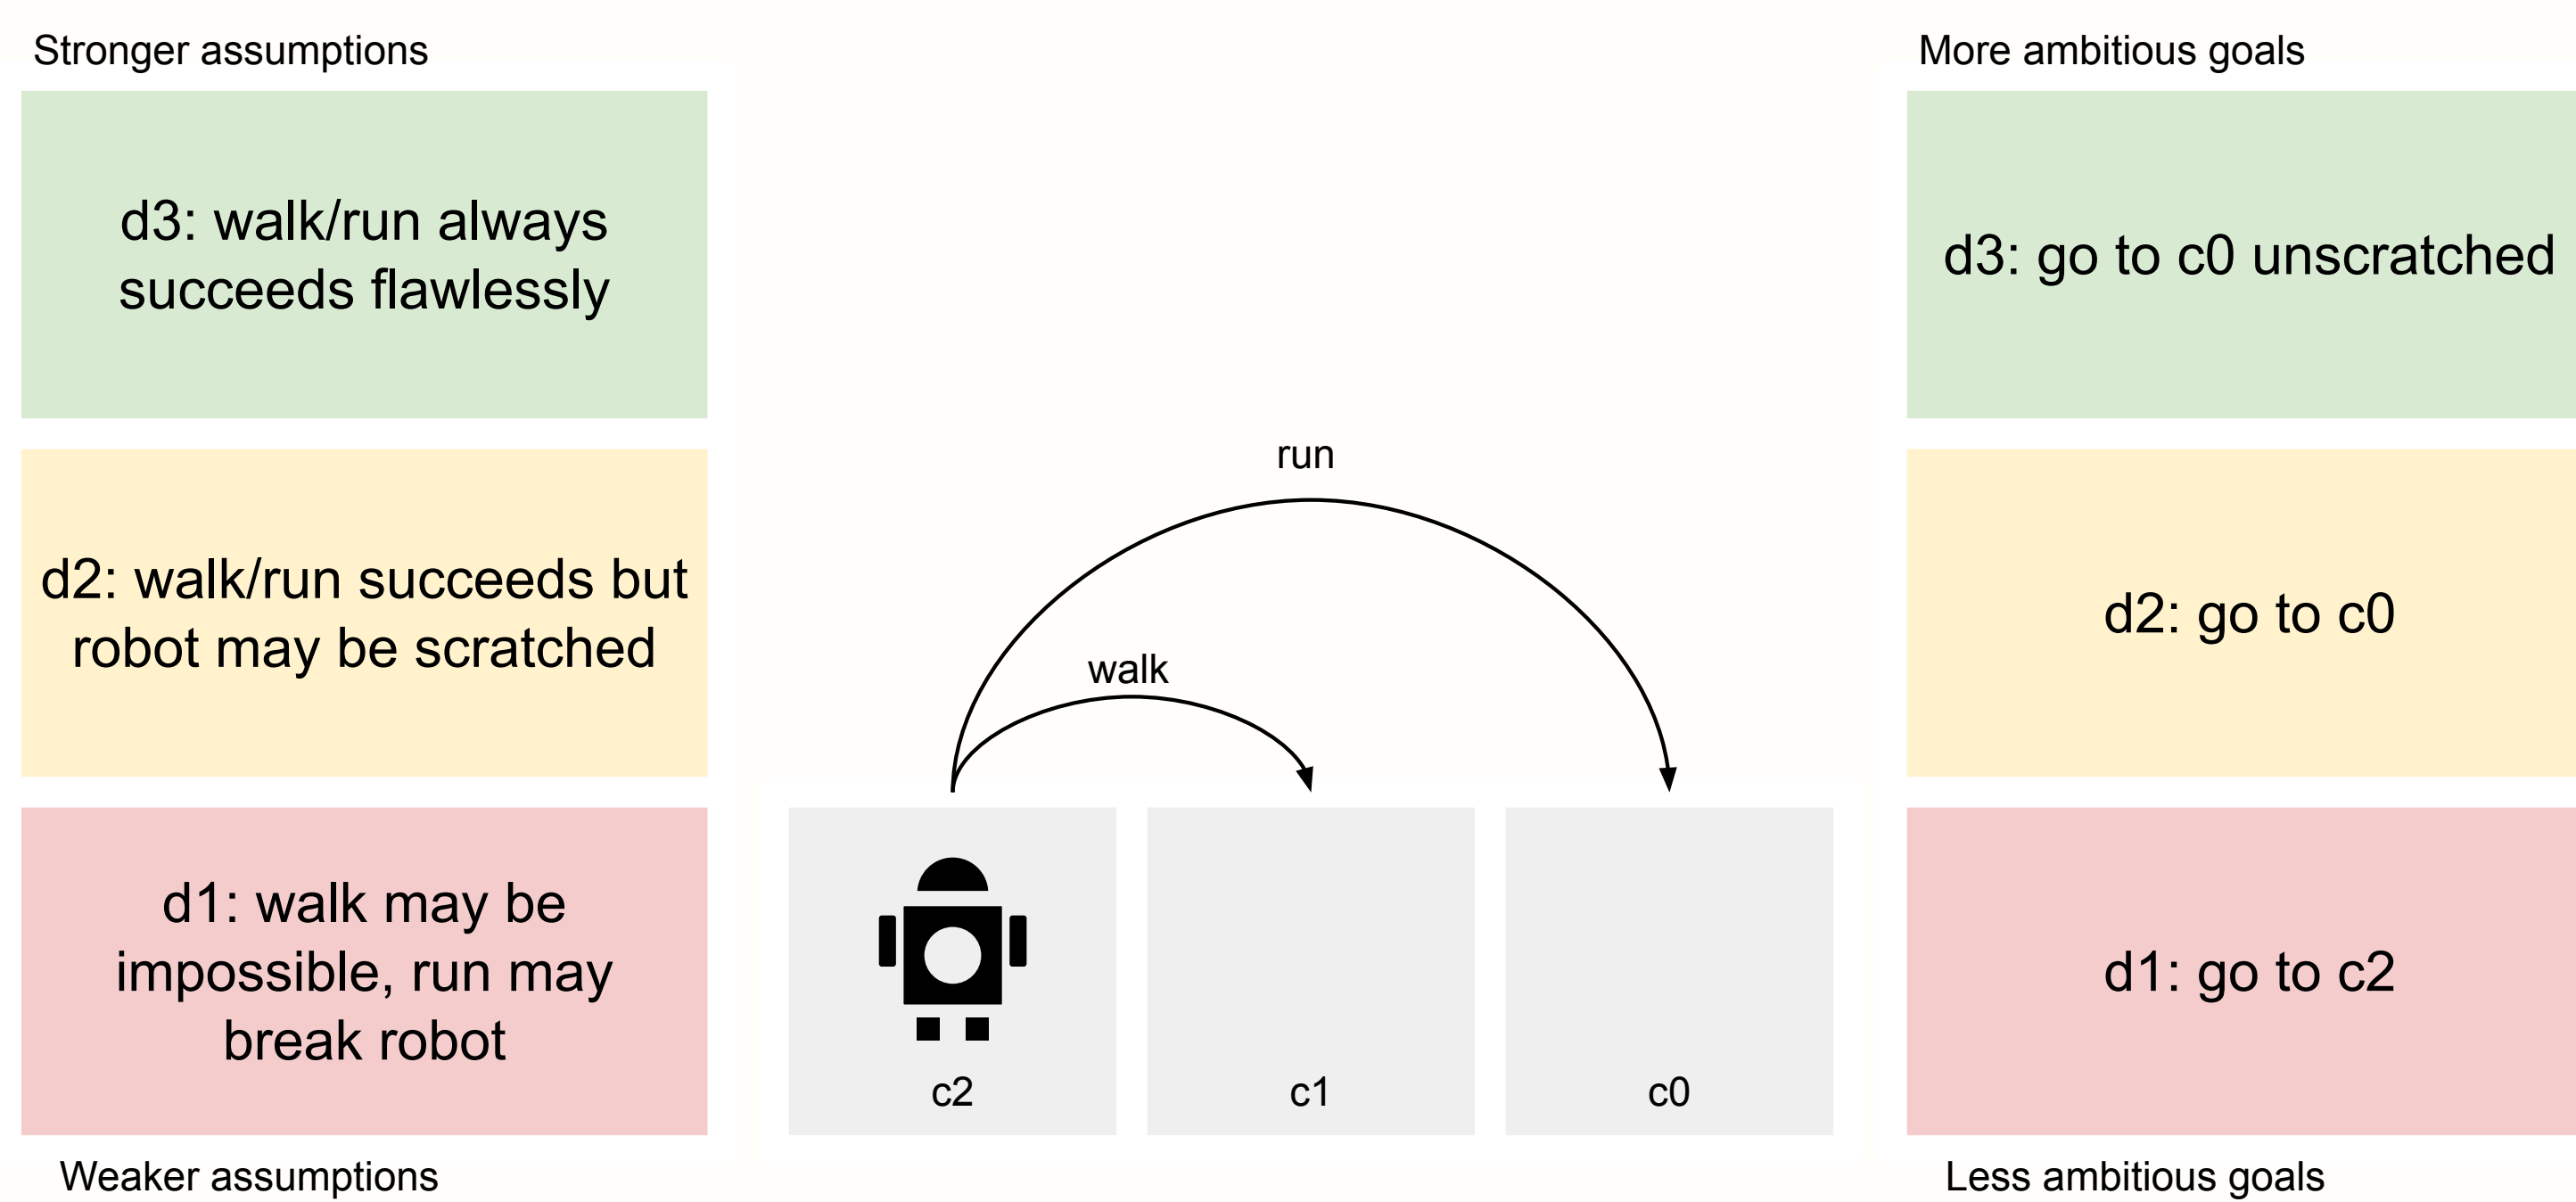 Stronger assumptions
d3: walk/run always
succeeds flawlessly
d2: walk/run succeeds but
robot may be scratched
d1: walk may be
impossible, run may
break robot
Weaker assumptions
run
walk
c2
c1
c0
More ambitious goals
d3: go to c0 unscratched
d2: go to c0
d1: go to c2
Less ambitious goals